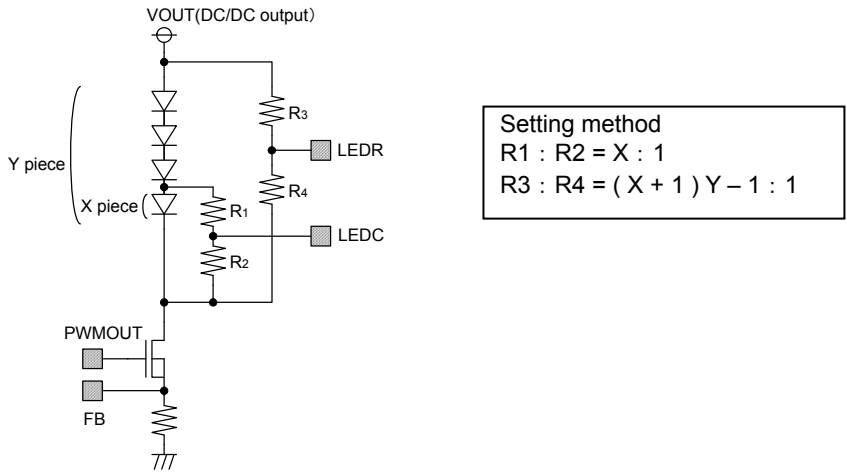 VOUT(DC/DC output）
R3
LEDR
Y piece
R4
X piece
R1
LEDC
R2
PWMOUT
FB
Setting method
R1 : R2 = X : 1
R3 : R4 = ( X + 1 ) Y – 1 : 1